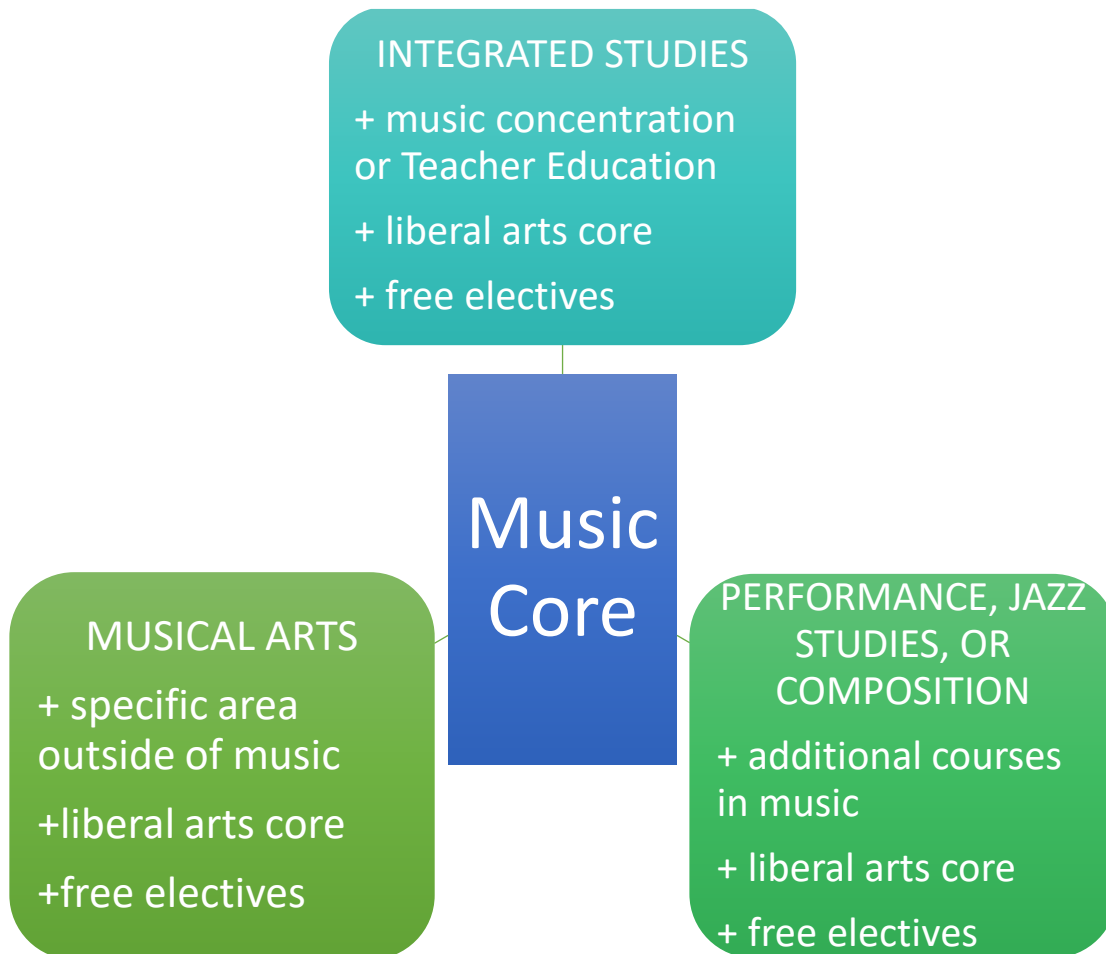 INTEGRATED STUDIES
+ music concentration
or Teacher Education
+ liberal arts core
+ free electives
Music
Core
MUSICAL ARTS
+ specific area
outside of music
+liberal arts core
+free electives
PERFORMANCE, JAZZ
STUDIES, OR
COMPOSITION
+ additional courses
in music
+ liberal arts core
+ free electives